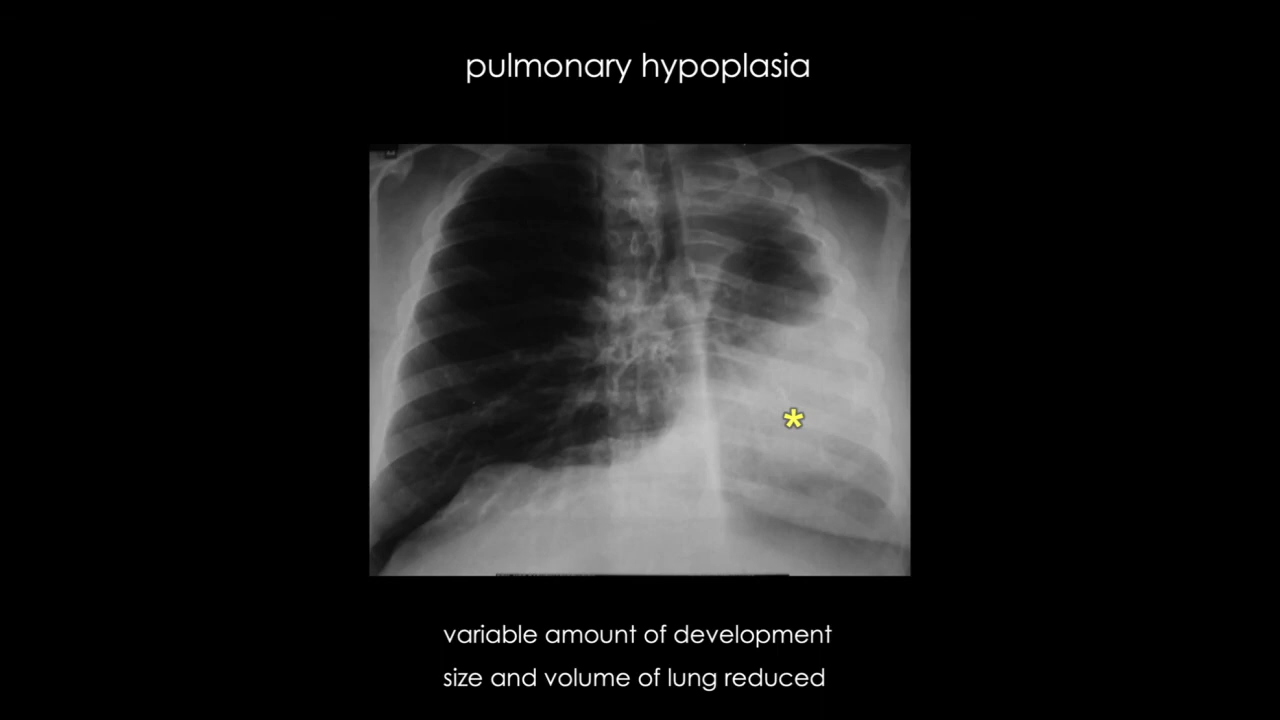 pulmonary hypoplasia
*
variable amount of development
size and volume of lung reduced